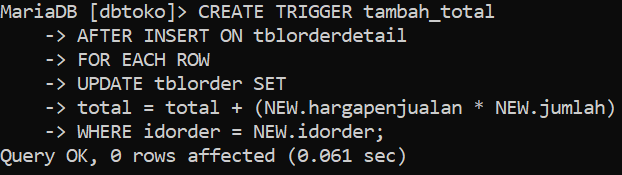 MariaDB [dbtoko]> CREATE TRIGGER tambah_total
    -> AFTER INSERT ON tblorderdetail
    -> FOR EACH ROW
    -> UPDATE tblorder SET
    -> total = total + (NEW.hargapenjualan * NEW.jumlah)
    -> WHERE idorder = NEW.idorder;
Query OK, 0 rows affected (0.061 sec)